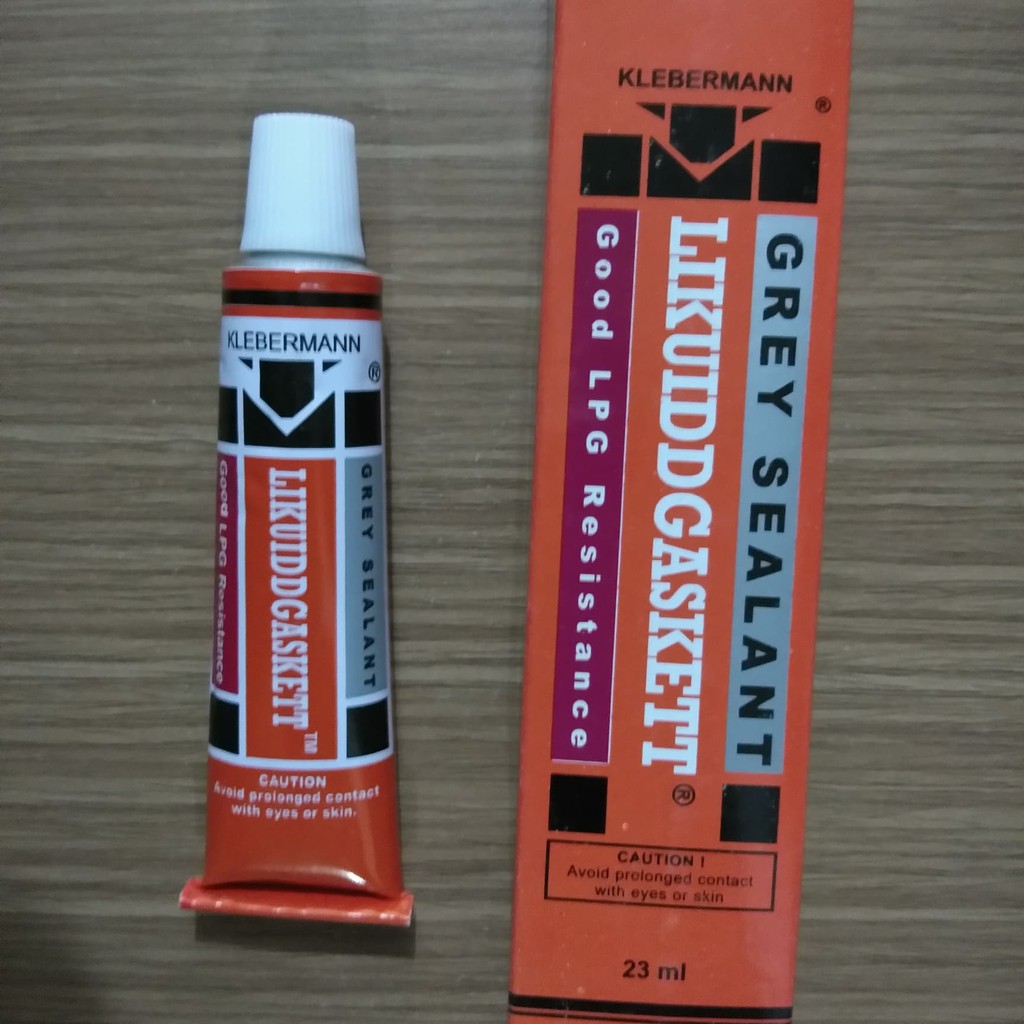 KLEBERMANN
®
GREY SEALANT
LIKUIDDGASKETT™
Good LPG Resistance
CAUTION
Avoid prolonged contact
with eyes or skin.
KLEBERMANN
®
GREY SEALANT
LIKUIDDGASKETT®
Good LPG Resistance
CAUTION !
Avoid prolonged contact
with eyes or skin
23 ml